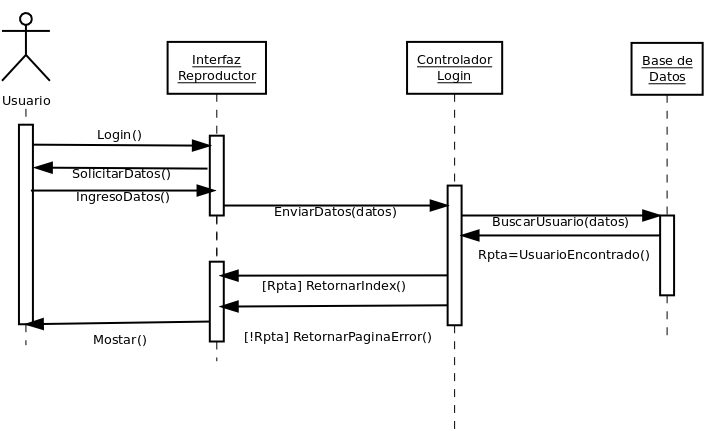 Interfaz
Reproductor
Controlador
Login
Base de
Datos
Usuario
Login()
SolicitarDatos()
IngresoDatos()
EnviarDatos(datos)
BuscarUsuario(datos)
Rpta=UsuarioEncontrado()
[Rpta] RetornarIndex()
[!Rpta] RetornarPaginaError()
Mostar()